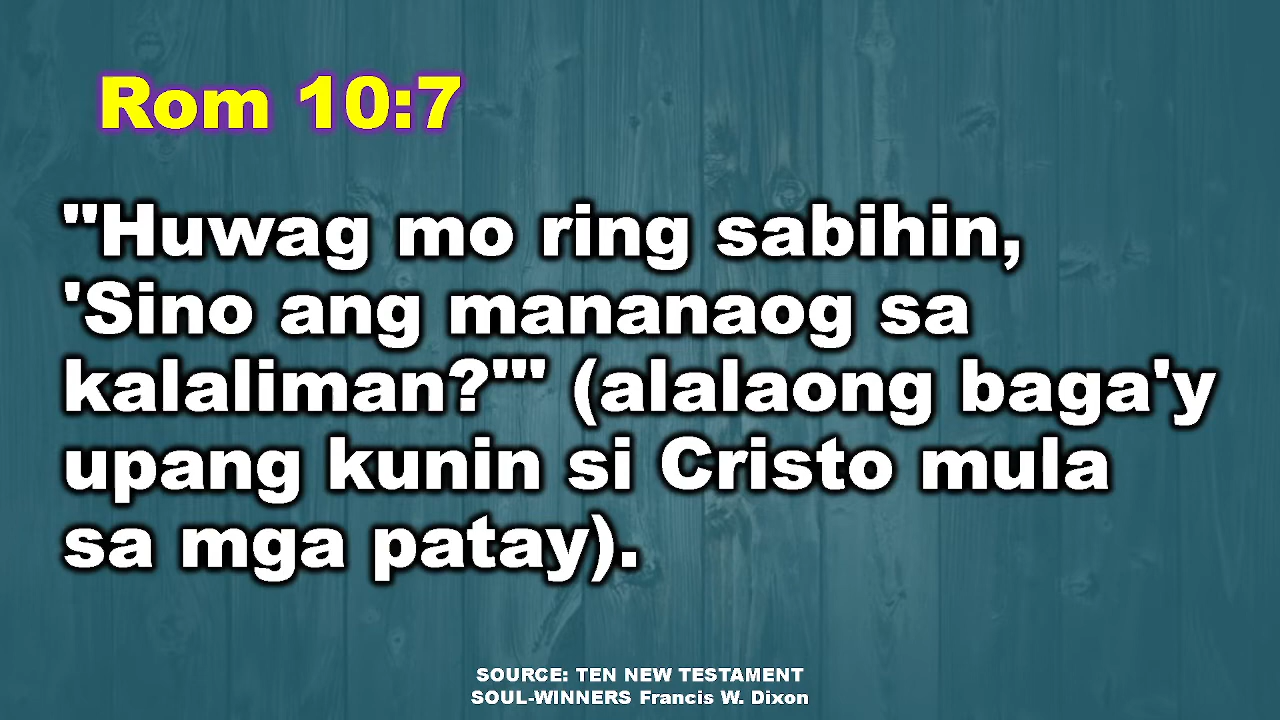 Rom 10:7
"Huwag mo ring sabihin,
'Sino ang mananaog sa
kalaliman?'" (alalaong baga'y
upang kunin si Cristo mula
sa mga patay).
SOURCE: TEN NEW TESTAMENT
SOUL-WINNERS Francis W. Dixon